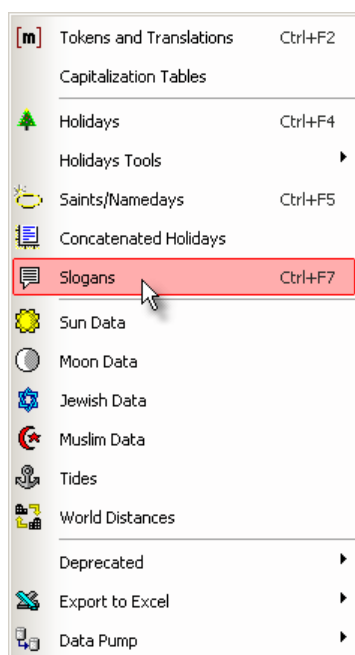 [m] Tokens and Translations Ctrl+F2
Capitalization Tables
Holidays Ctrl+F4
Holidays Tools
Saints/Namedays Ctrl+F5
Concatenated Holidays
Slogans Ctrl+F7
Sun Data
Moon Data
Jewish Data
Muslim Data
Tides
World Distances
Deprecated
Export to Excel
Data Pump